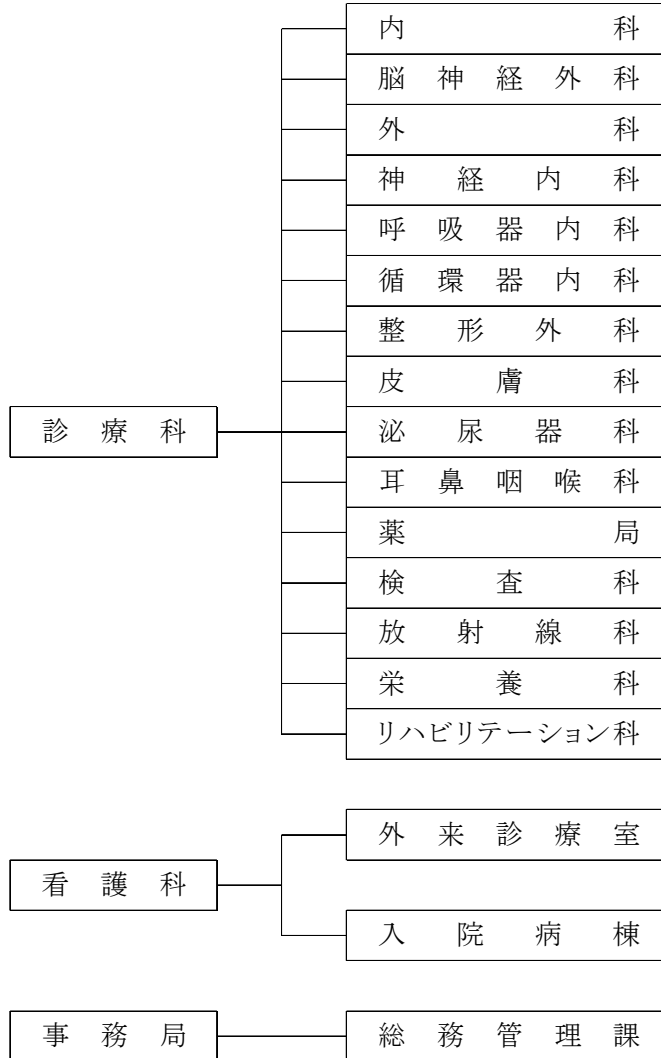 内科
脳神経外科
外科
神経内科
呼吸器内科
循環器内科
整形外科
皮膚科
診療科
泌尿器科
耳鼻咽喉科
薬局
検査科
放射線科
栄養科
リハビリテーション科
外来診療室
看護科
入院病棟
事務局
総務管理課